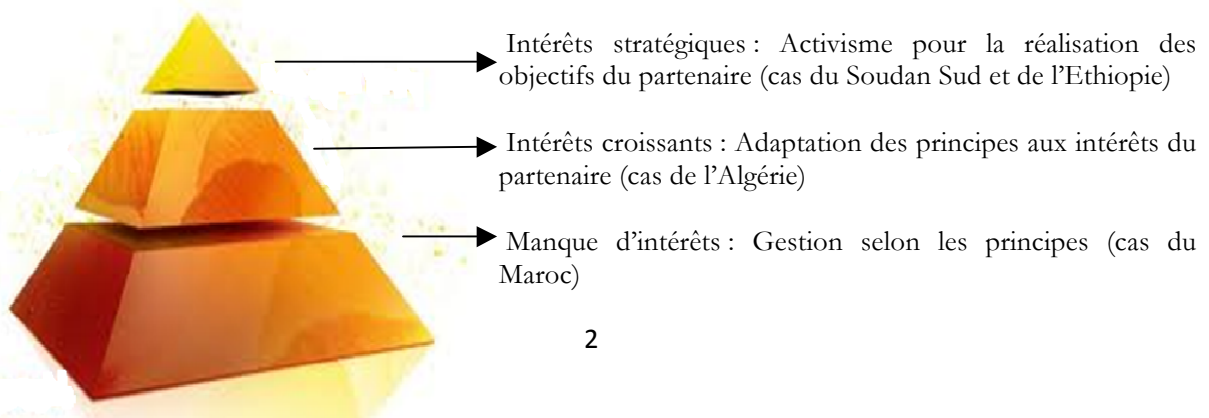 Intérêts stratégiques : Activisme pour la réalisation des
objectifs du partenaire (cas du Soudan Sud et de l’Ethiopie)
Intérêts croissants : Adaptation des principes aux intérêts du
partenaire (cas de l’Algérie)
Manque d’intérêts : Gestion selon les principes (cas du
Maroc)
2